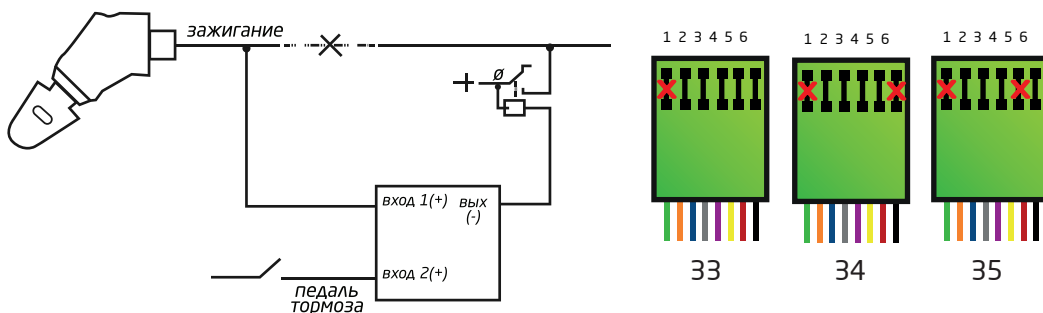 зажигание
+
ø
вход 1(+) вых
(-)
вход 2(+)
педаль
тормоза
1 2 3 4 5 6
33
1 2 3 4 5 6
34
1 2 3 4 5 6
35